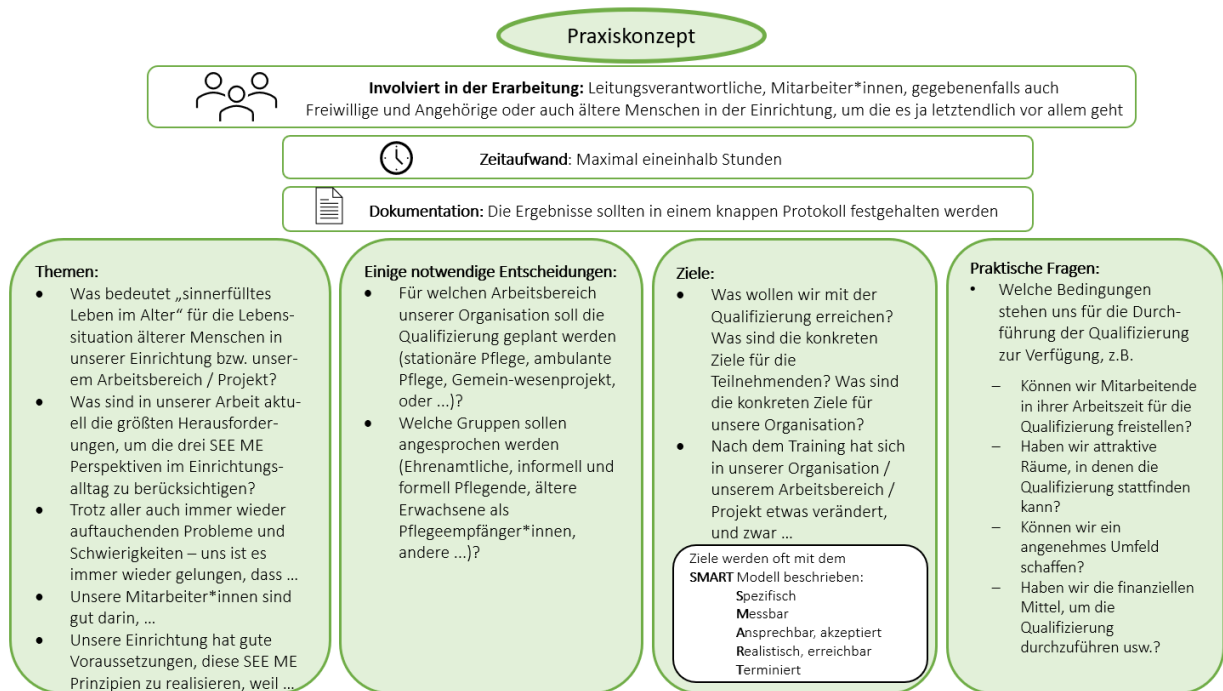 Praxiskonzept
Involviert in der Erarbeitung: Leitungsverantwortliche, Mitarbeiter*innen, gegebenenfalls auch
Freiwillige und Angehörige oder auch ältere Menschen in der Einrichtung, um die es ja letztendlich vor allem geht
Zeitaufwand: Maximal eineinhalb Stunden
Dokumentation: Die Ergebnisse sollten in einem knappen Protokoll festgehalten werden
Themen:
• Was bedeutet „sinnerfülltes
Leben im Alter“ für die Lebens-
situation älterer Menschen in
unserer Einrichtung bzw. unser-
em Arbeitsbereich / Projekt?
• Was sind in unserer Arbeit aktu-
ell die größten Herausforder-
ungen, um die drei SEE ME
Perspektiven im Einrichtungs-
alltag zu berücksichtigen?
• Trotz aller auch immer wieder
auftauchenden Probleme und
Schwierigkeiten – uns ist es
immer wieder gelungen, dass ...
• Unsere Mitarbeiter*innen sind
gut darin, ...
• Unsere Einrichtung hat gute
Voraussetzungen, diese SEE ME
Prinzipien zu realisieren, weil ...
Einige notwendige Entscheidungen:
• Für welchen Arbeitsbereich
unserer Organisation soll die
Qualifizierung geplant werden
(stationäre Pflege, ambulante
Pflege, Gemein-wesenprojekt,
oder ...)?
• Welche Gruppen sollen
angesprochen werden
(Ehrenamtliche, informell und
formell Pflegende, ältere
Erwachsene als
Pflegeempfänger*innen,
andere ...)?
Ziele:
• Was wollen wir mit der
Qualifizierung erreichen?
Was sind die konkreten
Ziele für die
Teilnehmenden? Was sind
die konkreten Ziele für
unsere Organisation?
• Nach dem Training hat sich
in unserer Organisation /
unserem Arbeitsbereich /
Projekt etwas verändert,
und zwar ...
Ziele werden oft mit dem
SMART Modell beschrieben:
Spezifisch
Messbar
Ansprechbar, akzeptiert
Realistisch, erreichbar
Terminiert
Praktische Fragen:
• Welche Bedingungen
stehen uns für die Durch-
führung der Qualifizierung
zur Verfügung, z.B.
– Können wir Mitarbeitende
in ihrer Arbeitszeit für die
Qualifizierung freistellen?
– Haben wir attraktive
Räume, in denen die
Qualifizierung stattfinden
kann?
– Können wir ein
angenehmes Umfeld
schaffen?
– Haben wir die finanziellen
Mittel, um die
Qualifizierung
durchzuführen usw.?